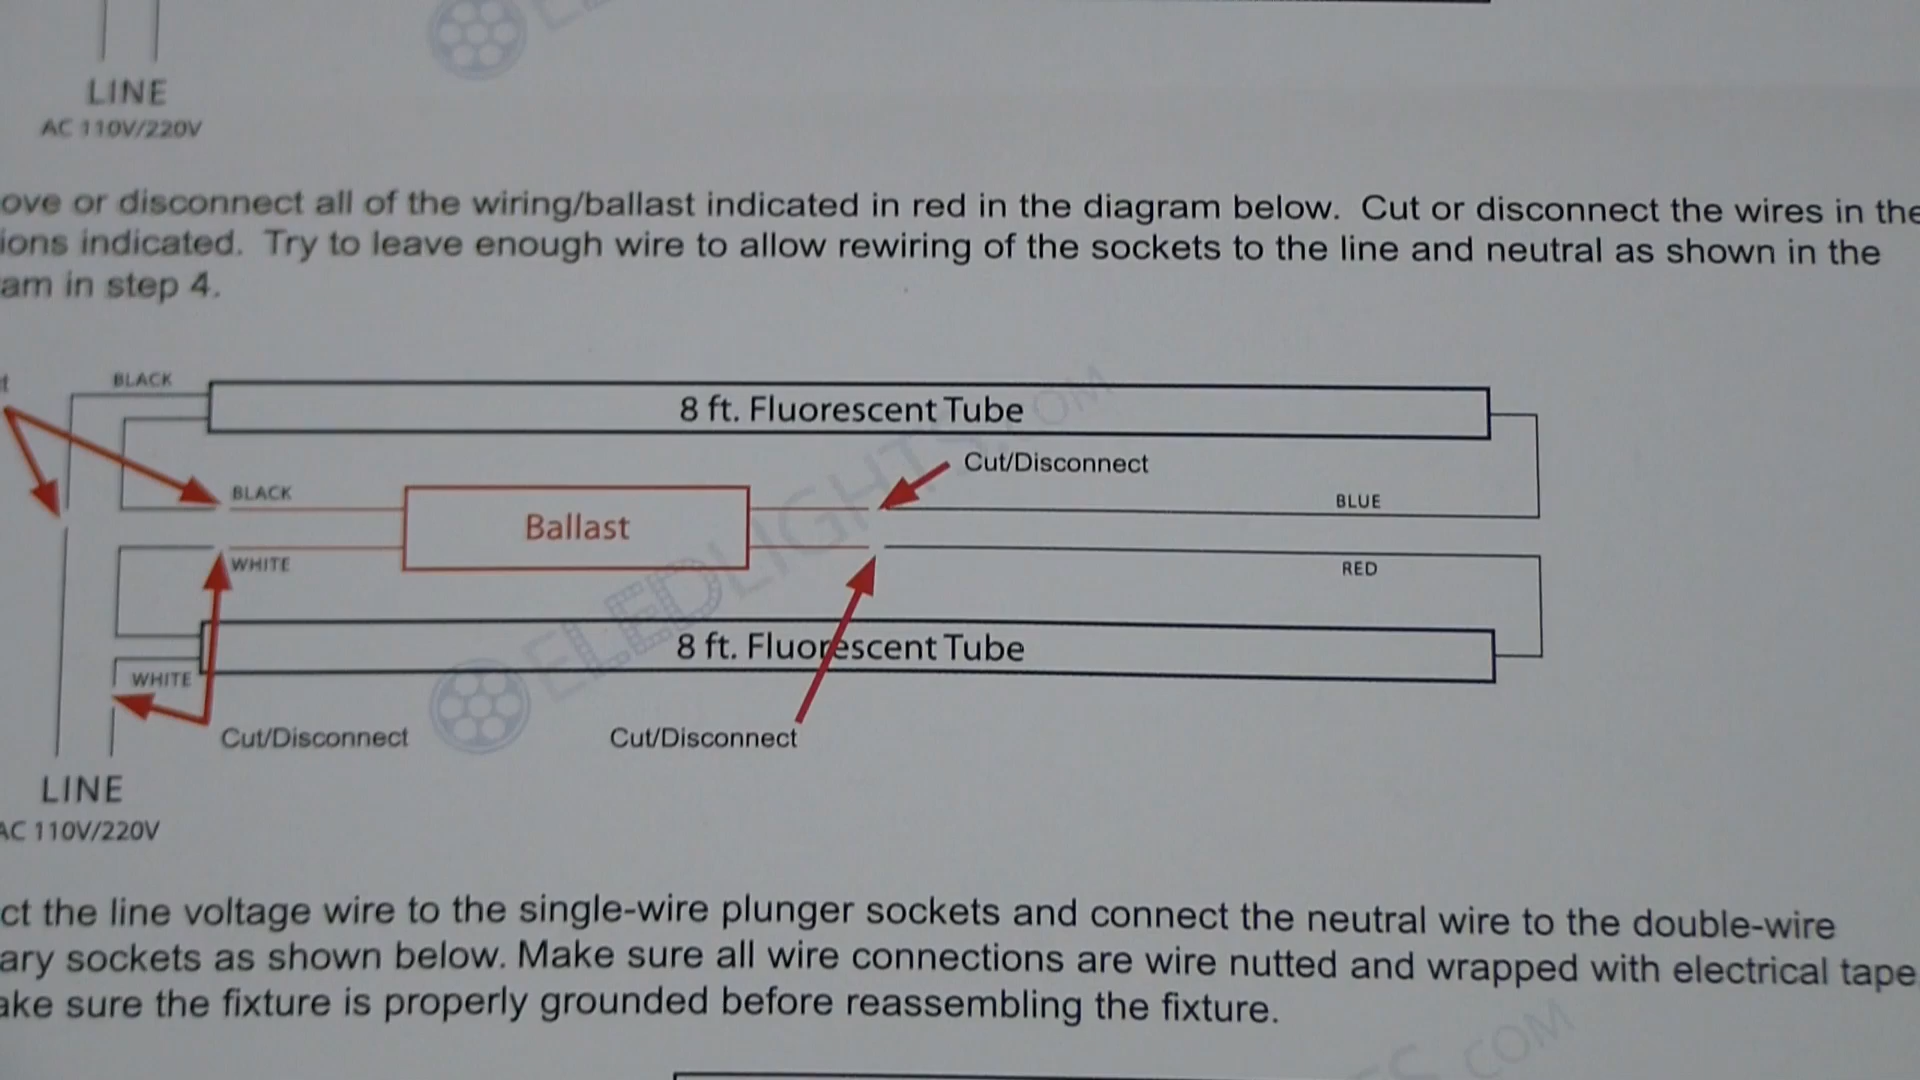 LINE
AC 110V/220V
ove or disconnect all of the wiring/ballast indicated in red in the diagram below. Cut or disconnect the wires in the
ions indicated. Try to leave enough wire to allow rewiring of the sockets to the line and neutral as shown in the
am in step 4.
t
BLACK
8 ft. Fluorescent Tube
Cut/Disconnect
BLACK
BLUE
Ballast
WHITE
RED
8 ft. Fluorescent Tube
WHITE
Cut/Disconnect
Cut/Disconnect
ELEDLIGHTS.COM
LINE
AC 110V/220V
ct the line voltage wire to the single-wire plunger sockets and connect the neutral wire to the double-wire
ary sockets as shown below. Make sure all wire connections are wire nutted and wrapped with electrical tape.
ake sure the fixture is properly grounded before reassembling the fixture.
S.COM